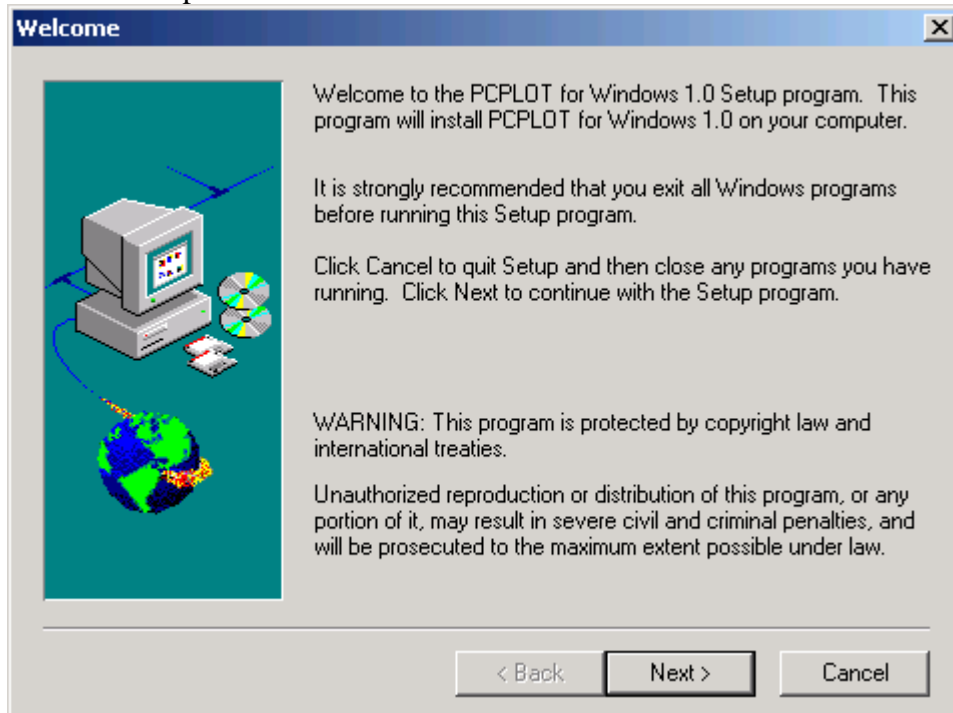 Welcome
Welcome to the PCPLOT for Windows 1.0 Setup program.  This
program will install PCPLOT for Windows 1.0 on your computer.
It is strongly recommended that you exit all Windows programs
before running this Setup program.
Click Cancel to quit Setup and then close any programs you have
running.  Click Next to continue with the Setup program.
WARNING: This program is protected by copyright law and
international treaties.
Unauthorized reproduction or distribution of this program, or any
portion of it, may result in severe civil and criminal penalties, and
will be prosecuted to the maximum extent possible under law.
< Back
Next >
Cancel